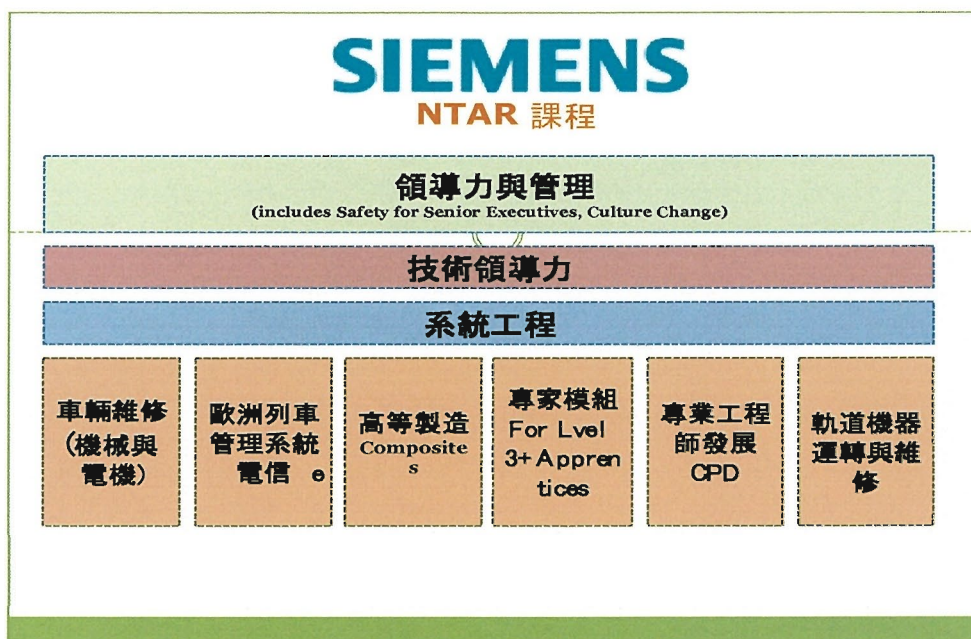 SIEMENS
NTAR 課程
領導力與管理
(includes Safety for Senior Executives, Culture Change)
技術領導力
系統工程
車輛維修
(機械與
電機)
歐洲列車
管理系統
電信 e
高等製造
Composite
s
專家模組
For Lvel
3+Appren
tices
專業工程
師發展
CPD
軌道機器
運轉與維
修